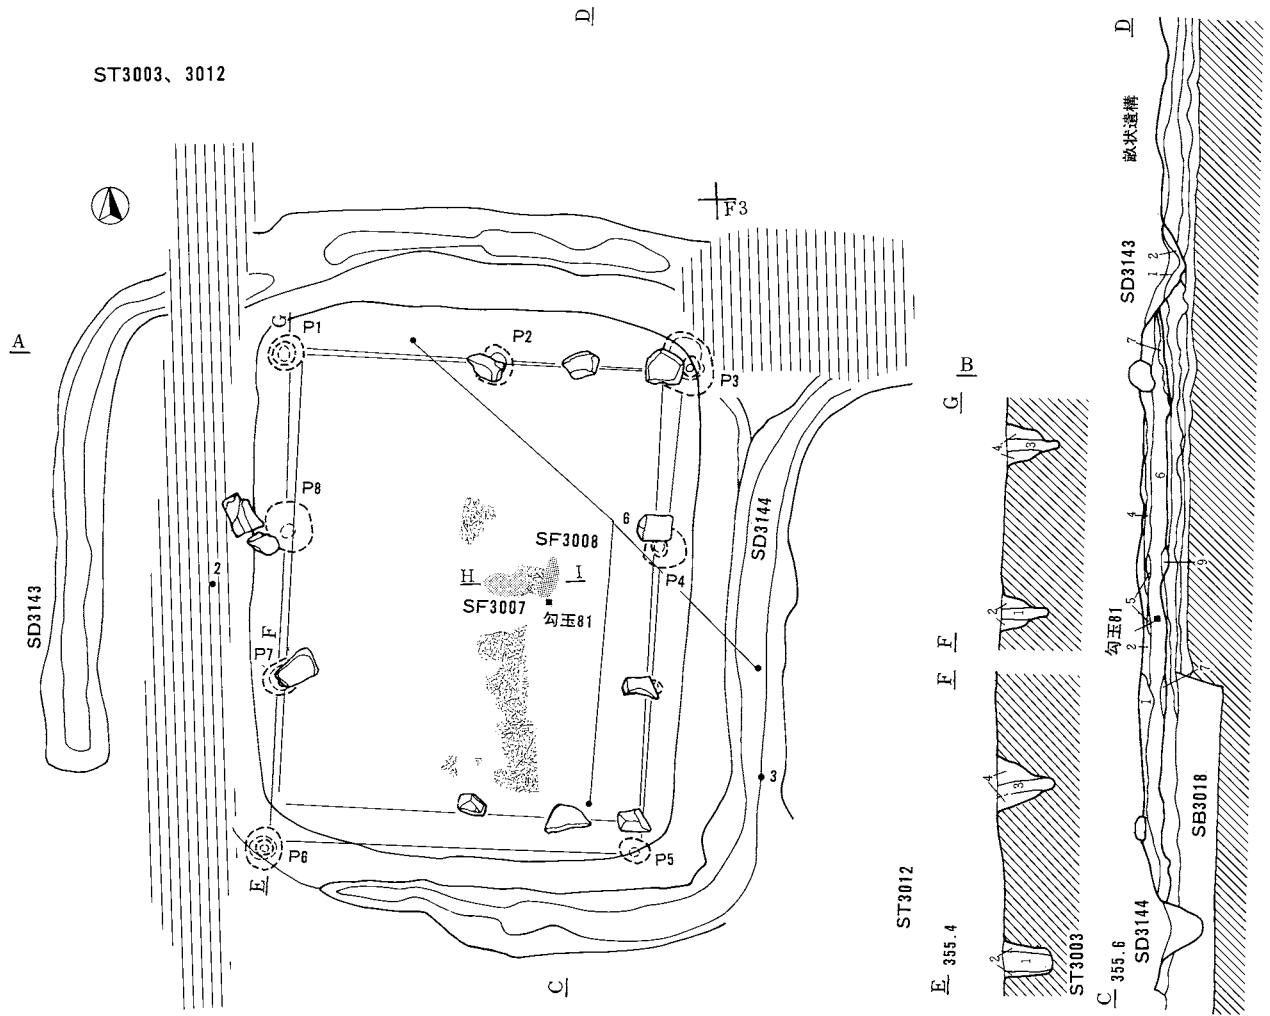 ST3003、3012
D
F3
A
G
P1
P2
P3
B
P8
6
SF3008
SD3144
H
I
P4
SF3007
勾玉81
2
SD3143
F
P7
3
P6
P5
E
C
G
4
3
2
1
F
F
4
3
2
1
E 355.4
ST3012
ST3003
D
畝状遺構
SD3143
2
1
7
6
4
9
5
勾玉81
2
1
7
SB3018
SD3144
C 355.6